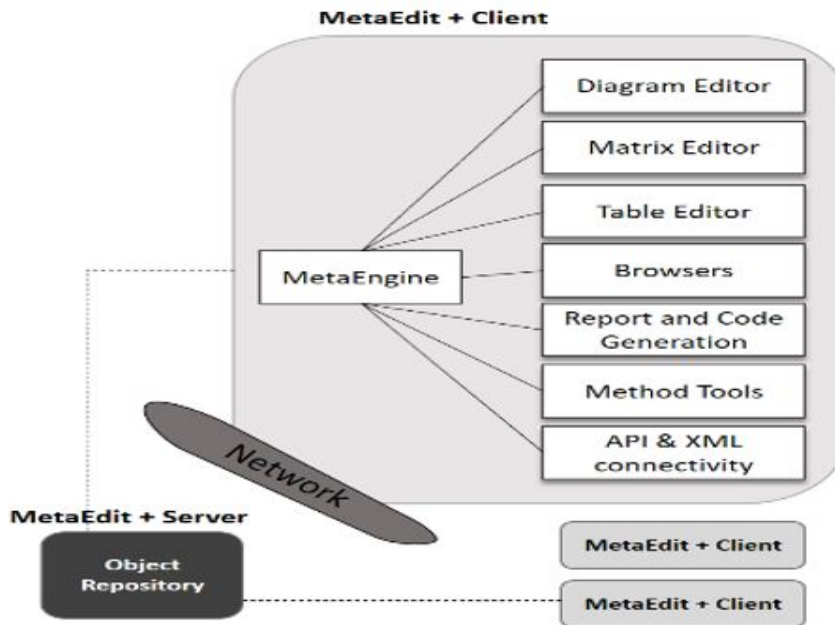 MetaEdit + Client
Diagram Editor
Matrix Editor
Table Editor
MetaEngine
Browsers
Report and Code
Generation
Method Tools
API & XML
connectivity
Network
MetaEdit + Server
Object
Repository
MetaEdit + Client
MetaEdit + Client